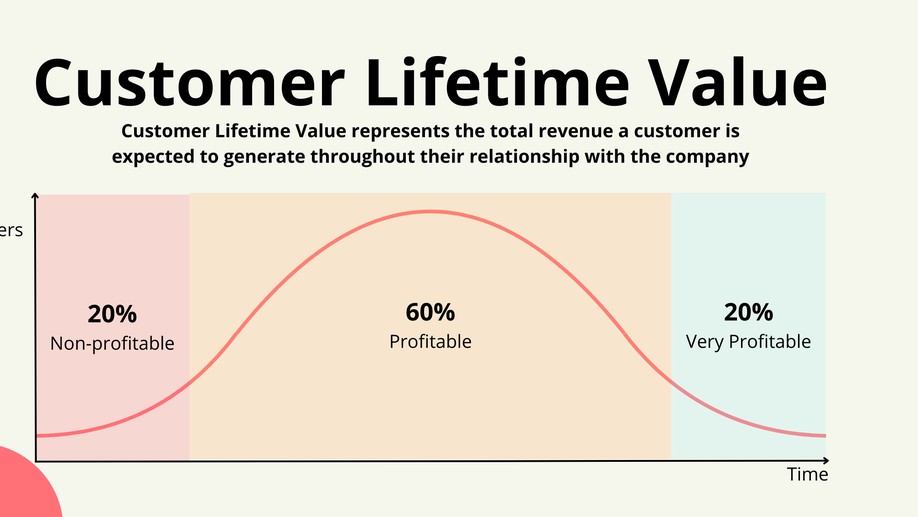 Customer Lifetime Value
Customer Lifetime Value represents the total revenue a customer is
expected to generate throughout their relationship with the company
20%
Non-profitable
60%
Profitable
20%
Very Profitable
Time